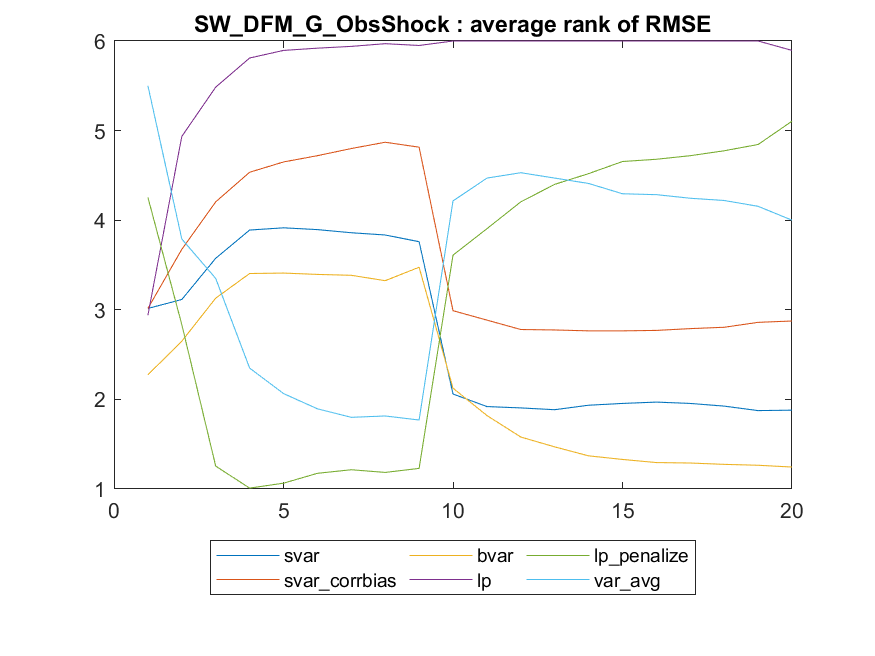 SW_DFM_G_ObsShock : average rank of RMSE
6
5
4
3
2
1
0 5 10 15 20
svar bvar lp_penalize
svar_corrbias lp var_avg